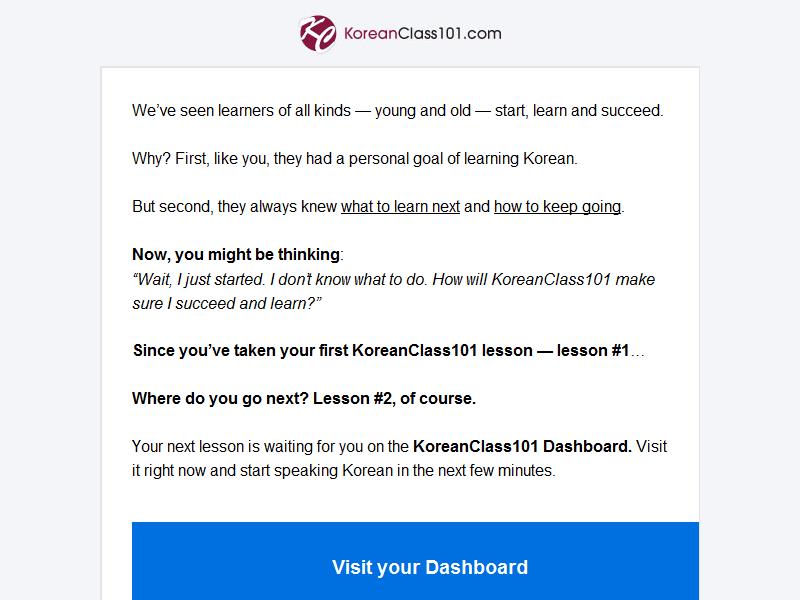 KC KoreanClass101.com
We’ve seen learners of all kinds — young and old — start, learn and succeed.
Why? First, like you, they had a personal goal of learning Korean.
But second, they always knew what to learn next and how to keep going.
Now, you might be thinking:
“Wait, I just started. I don’t know what to do. How will KoreanClass101 make
sure I succeed and learn?”
Since you’ve taken your first KoreanClass101 lesson — lesson #1…
Where do you go next? Lesson #2, of course.
Your next lesson is waiting for you on the KoreanClass101 Dashboard. Visit
it right now and start speaking Korean in the next few minutes.
Visit your Dashboard